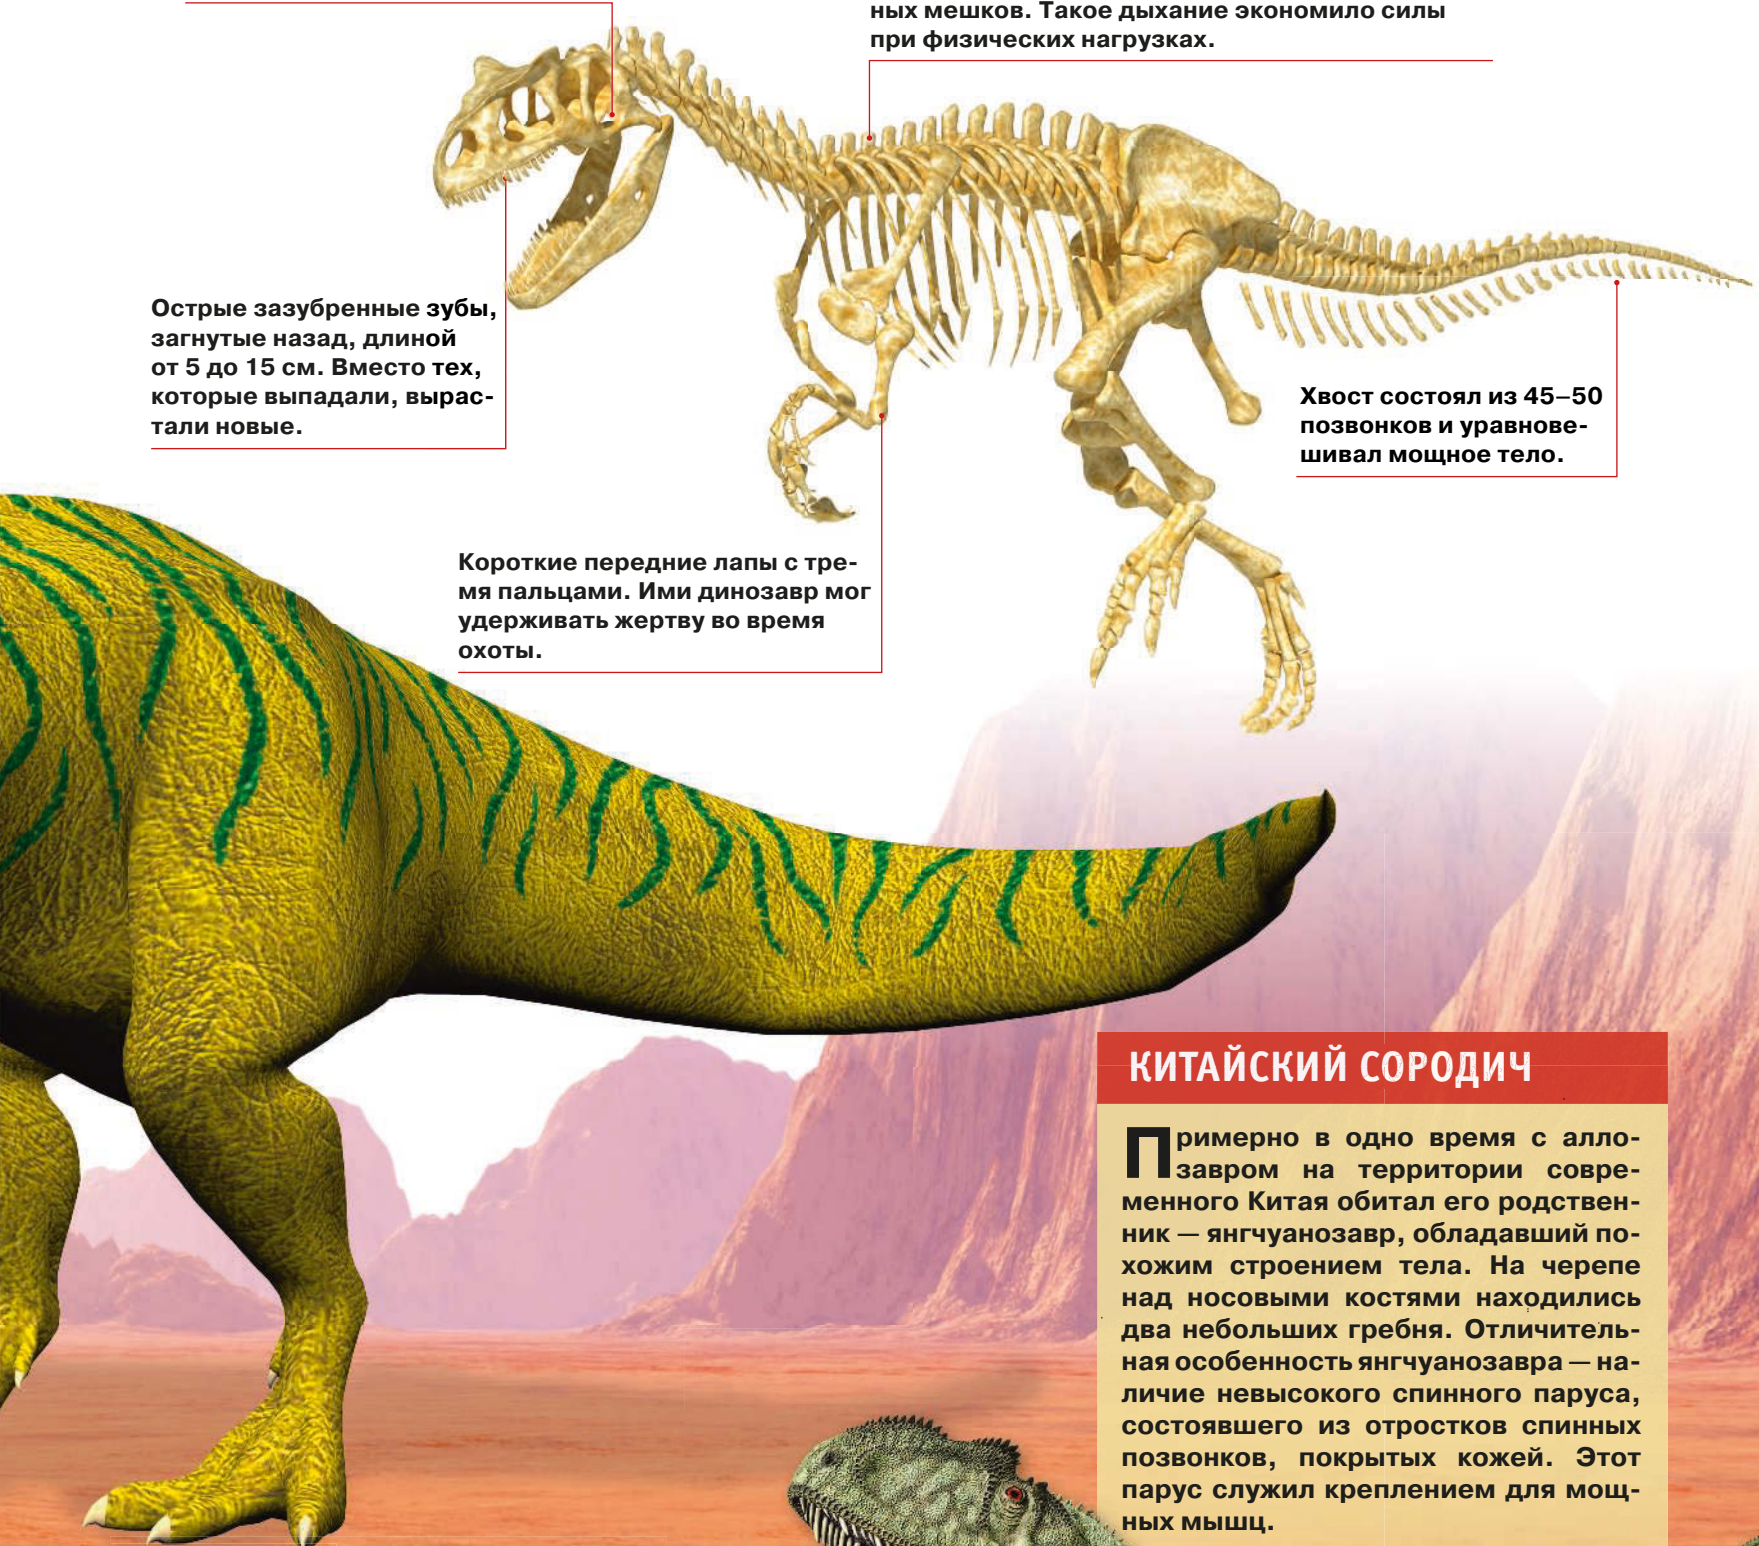 ных мешков. Такое дыхание экономило силы
при физических нагрузках.
Острые зазубренные зубы,
загнутые назад, длиной
от 5 до 15 см. Вместо тех,
которые выпадали, вырас-
тали новые.
Хвост состоял из 45–50
позвонков и уравнове-
шивал мощное тело.
Короткие передние лапы с тре-
мя пальцами. Ими динозавр мог
удерживать жертву во время
охоты.
КИТАЙСКИЙ СОРОДИЧ
Примерно в одно время с алло-
завром на территории совре-
менного Китая обитал его родствен-
ник — янгчуанозавр, обладавший по-
хожим строением тела. На черепе
над носовыми костями находились
два небольших гребня. Отличитель-
ная особенность янгчуанозавра — на-
личие невысокого спинного паруса,
состоявшего из отростков спинных
позвонков, покрытых кожей. Этот
парус служил креплением для мощ-
ных мышц.